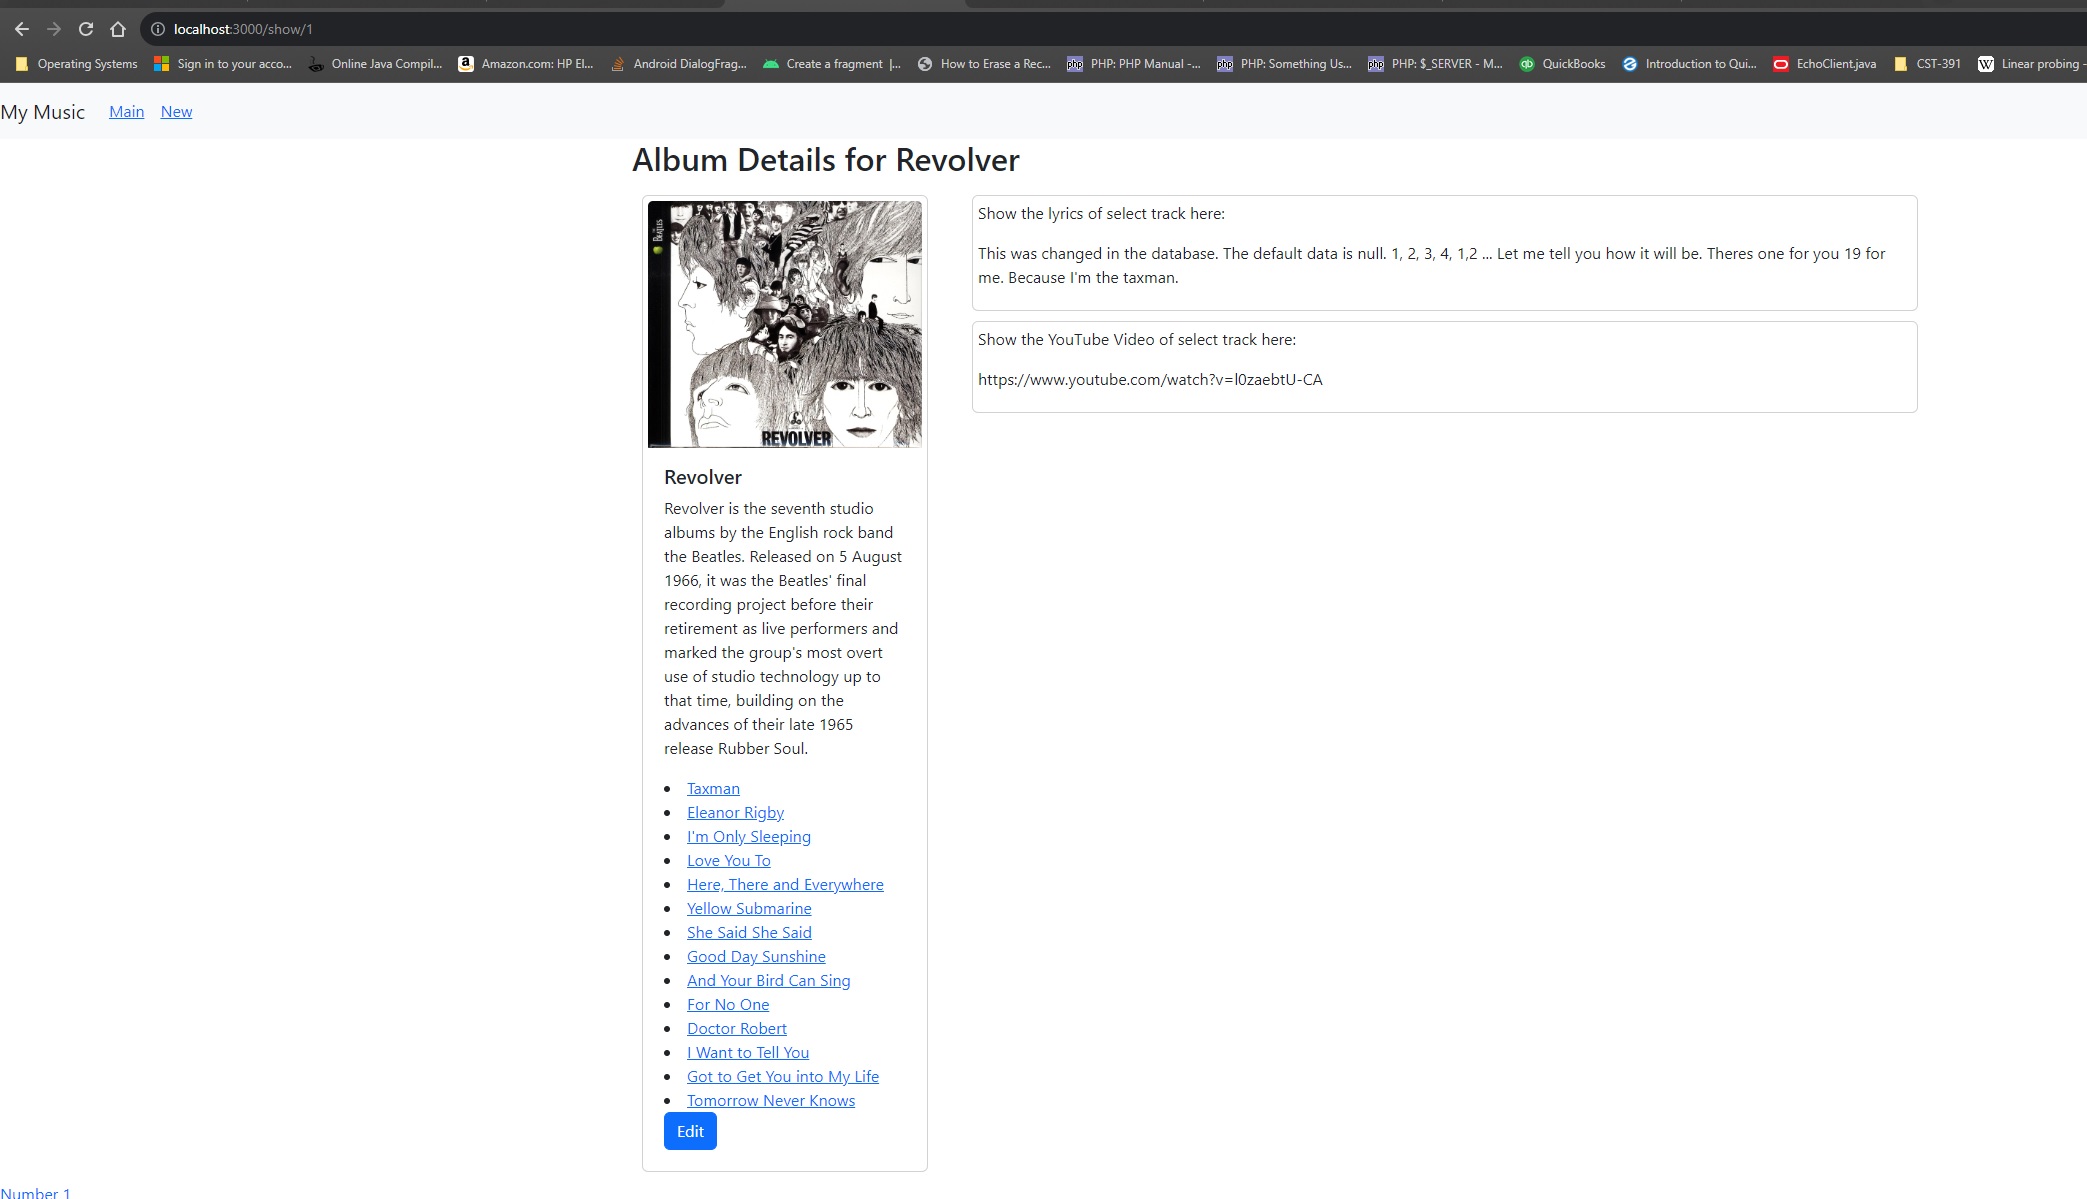 localhost:3000/show/1
Operating Systems Sign in to your acco... Online Java Compil... Amazon.com: HP El... Android DialogFrag... Create a fragment |... How to Erase a Rec... PHP: PHP Manual -... PHP: Something Us... PHP: $_SERVER - M... QuickBooks Introduction to Qui... EchoClient.java CST-391 Linear probing -
My Music Main New
Album Details for Revolver
BEATLES
REVOLVER
Revolver
Revolver is the seventh studio
albums by the English rock band
the Beatles. Released on 5 August
1966, it was the Beatles' final
recording project before their
retirement as live performers and
marked the group's most overt
use of studio technology up to
that time, building on the
advances of their late 1965
release Rubber Soul.
Taxman
Eleanor Rigby
I'm Only Sleeping
Love You To
Here, There and Everywhere
Yellow Submarine
She Said She Said
Good Day Sunshine
And Your Bird Can Sing
For No One
Doctor Robert
I Want to Tell You
Got to Get You into My Life
Tomorrow Never Knows
Edit
Show the lyrics of select track here:
This was changed in the database. The default data is null. 1, 2, 3, 4, 1,2 ... Let me tell you how it will be. Theres one for you 19 for
me. Because I'm the taxman.
Show the YouTube Video of select track here:
https://www.youtube.com/watch?v=l0zaebtU-CA
Number 1